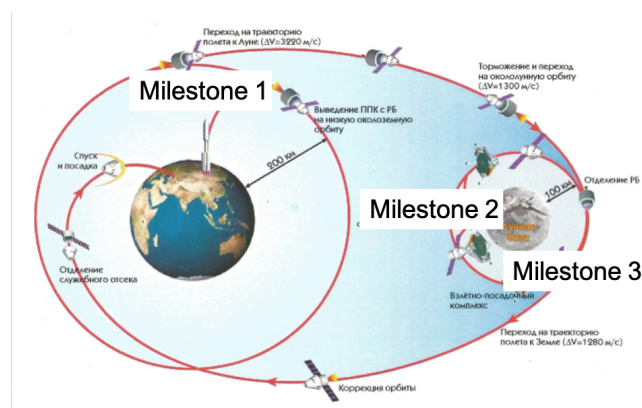 Переход на траекторию
полета к Луне (ΔV=3220 м/с)
Торможение и переход
на окололунную орбиту
(ΔV=1300 м/с)
Milestone 1
Выведение ППК с РБ
на низкую околоземную
орбиту
Спуск
и посадка
200 км
100 км
Отделение РБ
Milestone 2
база
Отделение
служебного отсека
Milestone 3
Взлётно-посадочный
комплекс
Переход на траекторию
полета к Земле (ΔV=1280 м/с)
Коррекция орбиты